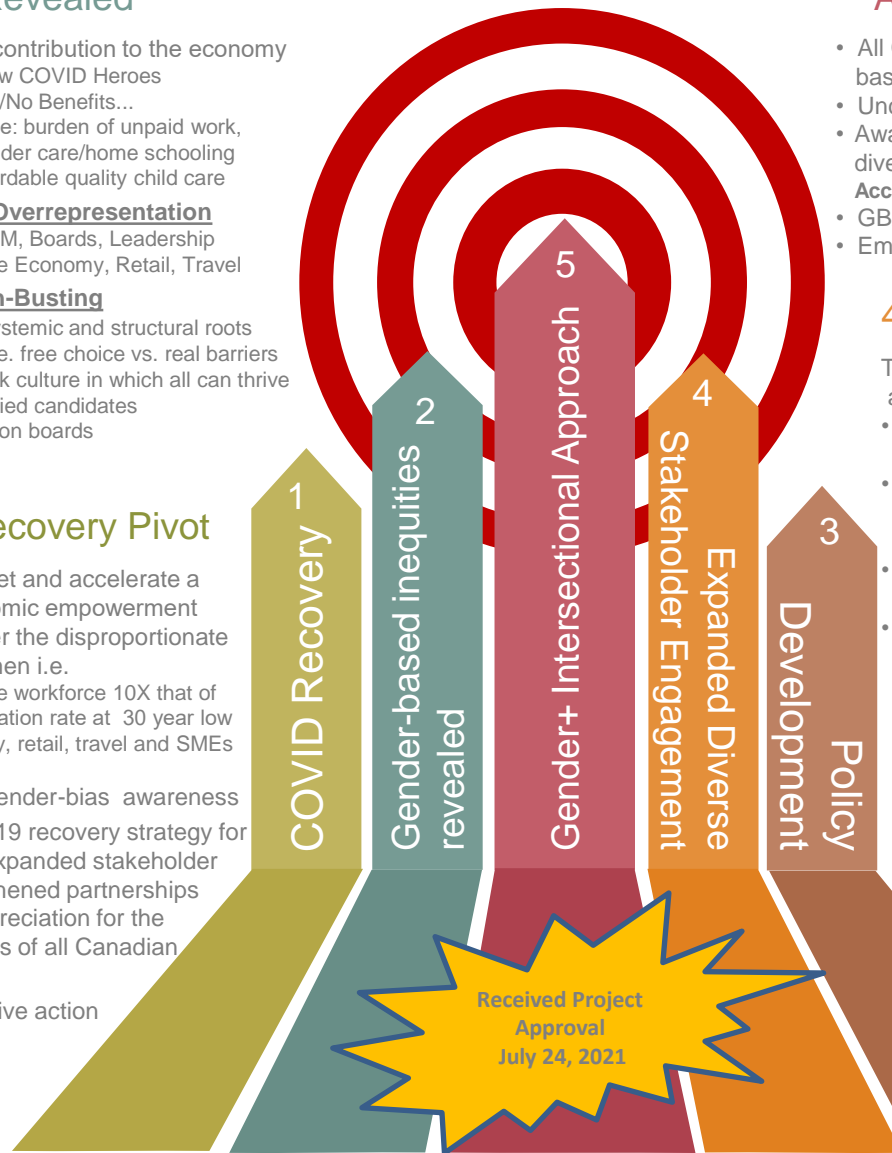 Revealed
contribution to the economy
w COVID Heroes
/No Benefits...
e: burden of unpaid work,
der care/home schooling
rdable quality child care
Overrepresentation
M, Boards, Leadership
e Economy, Retail, Travel
n-Busting
ystemic and structural roots
e. free choice vs. real barriers
k culture in which all can thrive
ied candidates
on boards
ecovery Pivot
et and accelerate a
omic empowerment
er the disproportionate
men i.e.
e workforce 10X that of
ation rate at 30 year low
y, retail, travel and SMEs
ender-bias awareness
19 recovery strategy for
xpanded stakeholder
hened partnerships
reciation for the
s of all Canadian
ive action
1
COVID Recovery
2
Gender-based inequities
revealed
5
Gender+ Intersectional Approach
4
Expanded Diverse
Stakeholder Engagement
3
Policy
Development
Received Project
Approval
July 24, 2021
A
• All
bas
• Und
• Awa
dive
Acc
• GB
• Em
4
T
a
•
•
•
•